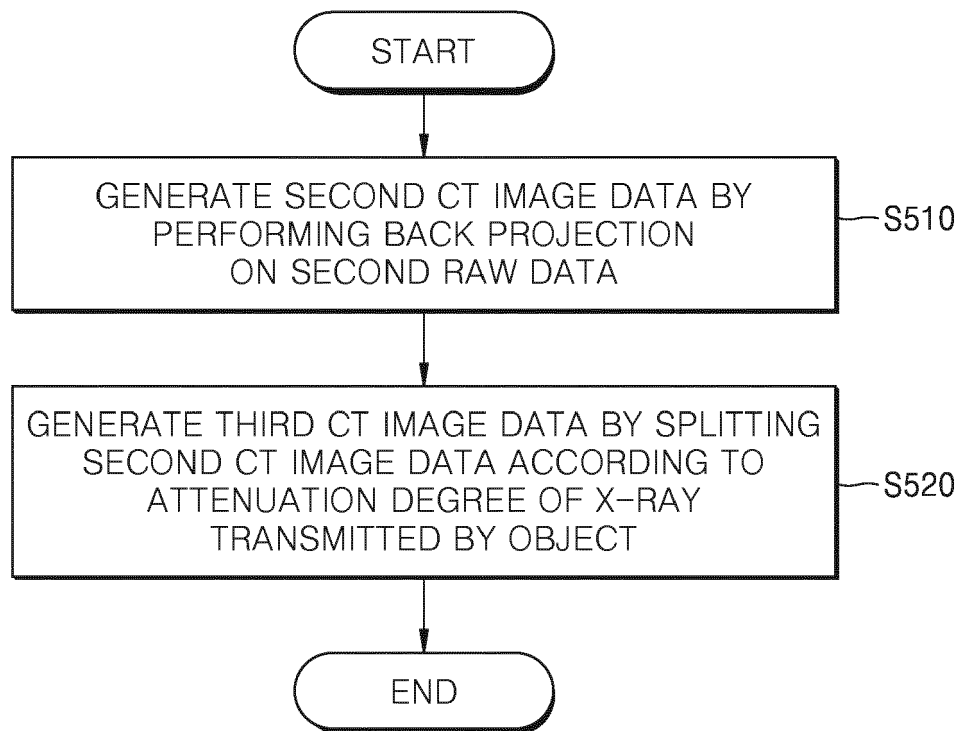 START
GENERATE SECOND CT IMAGE DATA BY
PERFORMING BACK PROJECTION
ON SECOND RAW DATA
S510
GENERATE THIRD CT IMAGE DATA BY SPLITTING
SECOND CT IMAGE DATA ACCORDING TO
ATTENUATION DEGREE OF X-RAY
TRANSMITTED BY OBJECT
S520
END